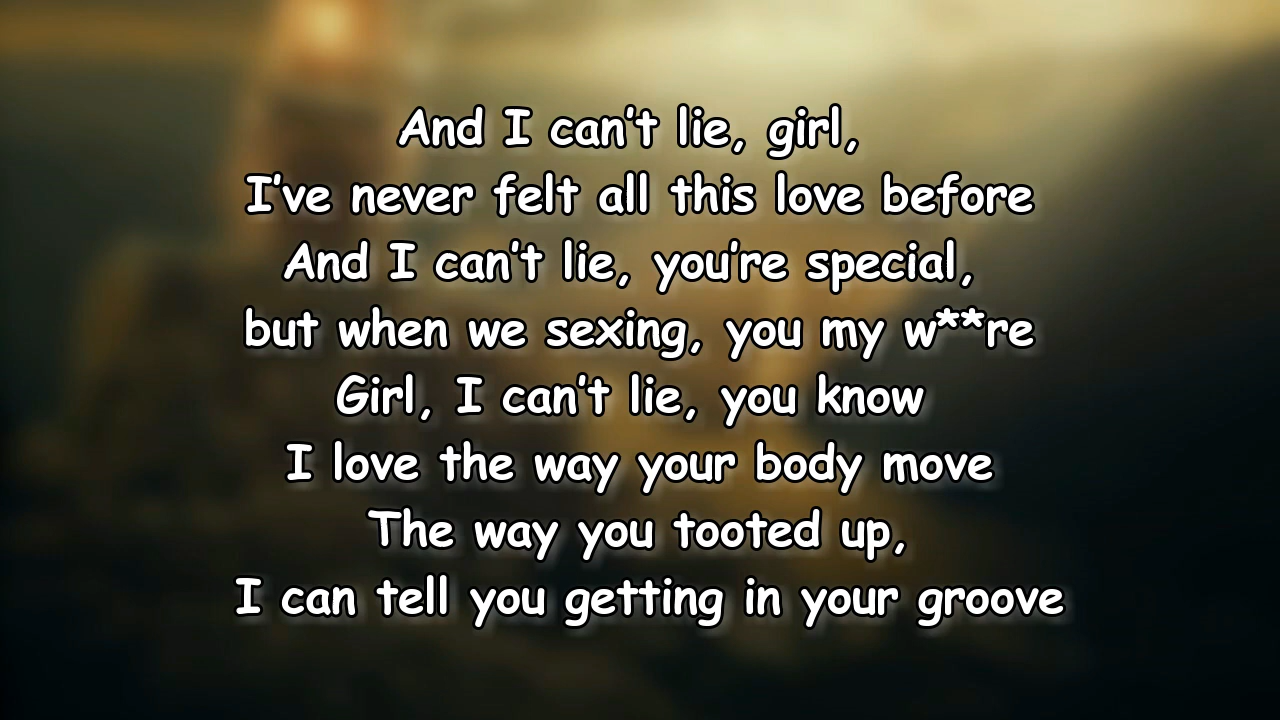 And I can't lie, girl,
I've never felt all this love before
And I can't lie, you're special,
but when we sexing, you my w**re
Girl, I can't lie, you know
I love the way your body move
The way you tooted up,
I can tell you getting in your groove